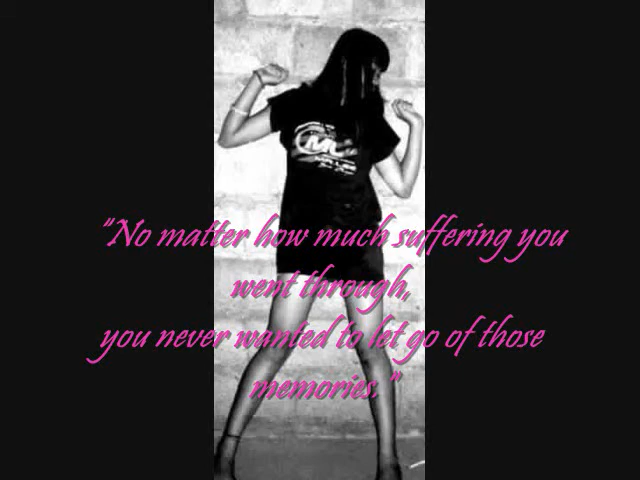 "No matter how much suffering you
went through,
you never wanted to let go of those
memories."